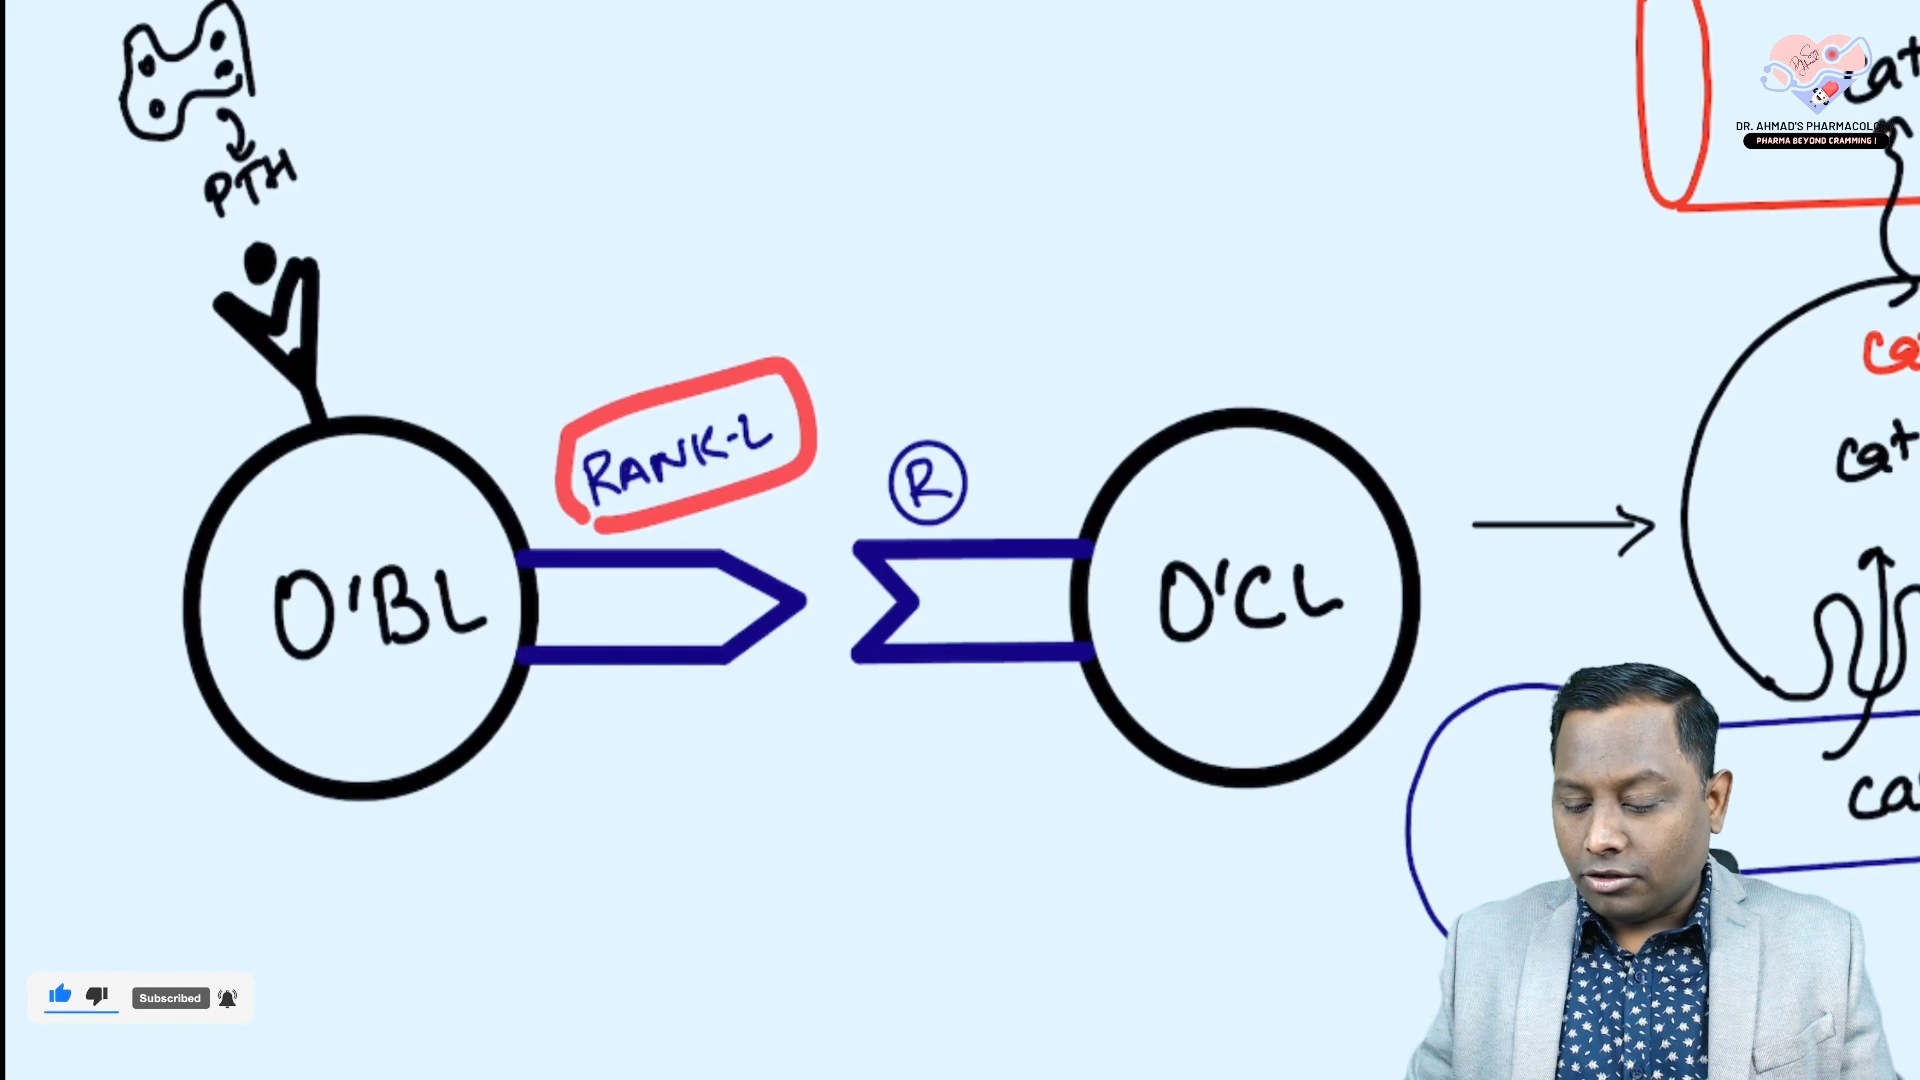 PTH
RANK-L
R
O'BL
O'CL
DR. AHMAD'S PHARMACOLOGY
PHARMA BEYOND CRAMMING !
Subscribed